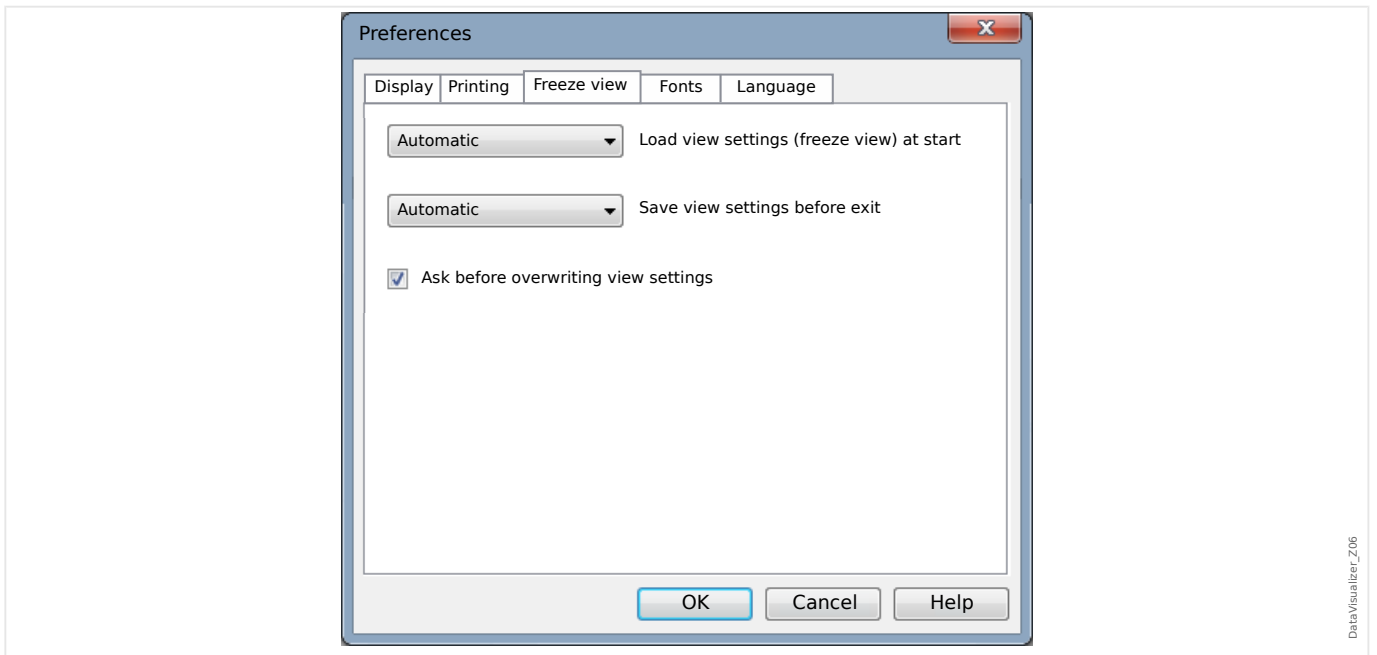 Preferences
X
Display Printing Freeze view Fonts Language
Automatic Load view settings (freeze view) at start
Automatic Save view settings before exit
Ask before overwriting view settings
OK Cancel Help
DataVisualizer_Z06